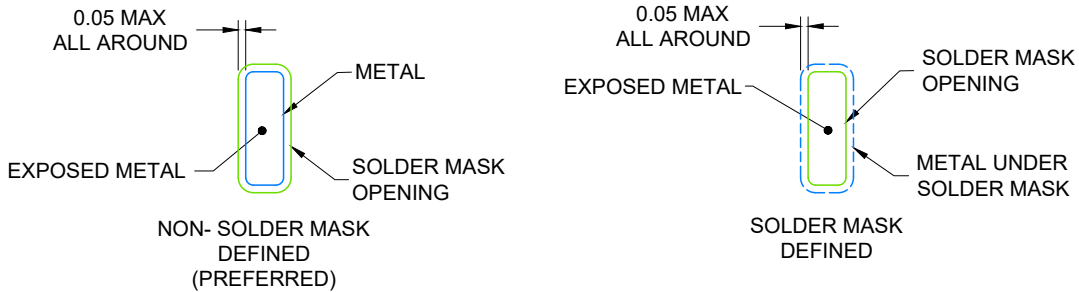 0.05 MAX
ALL AROUND
METAL
EXPOSED METAL
SOLDER MASK
OPENING
NON- SOLDER MASK
DEFINED
(PREFERRED)
0.05 MAX
ALL AROUND
SOLDER MASK
OPENING
EXPOSED METAL
METAL UNDER
SOLDER MASK
SOLDER MASK
DEFINED